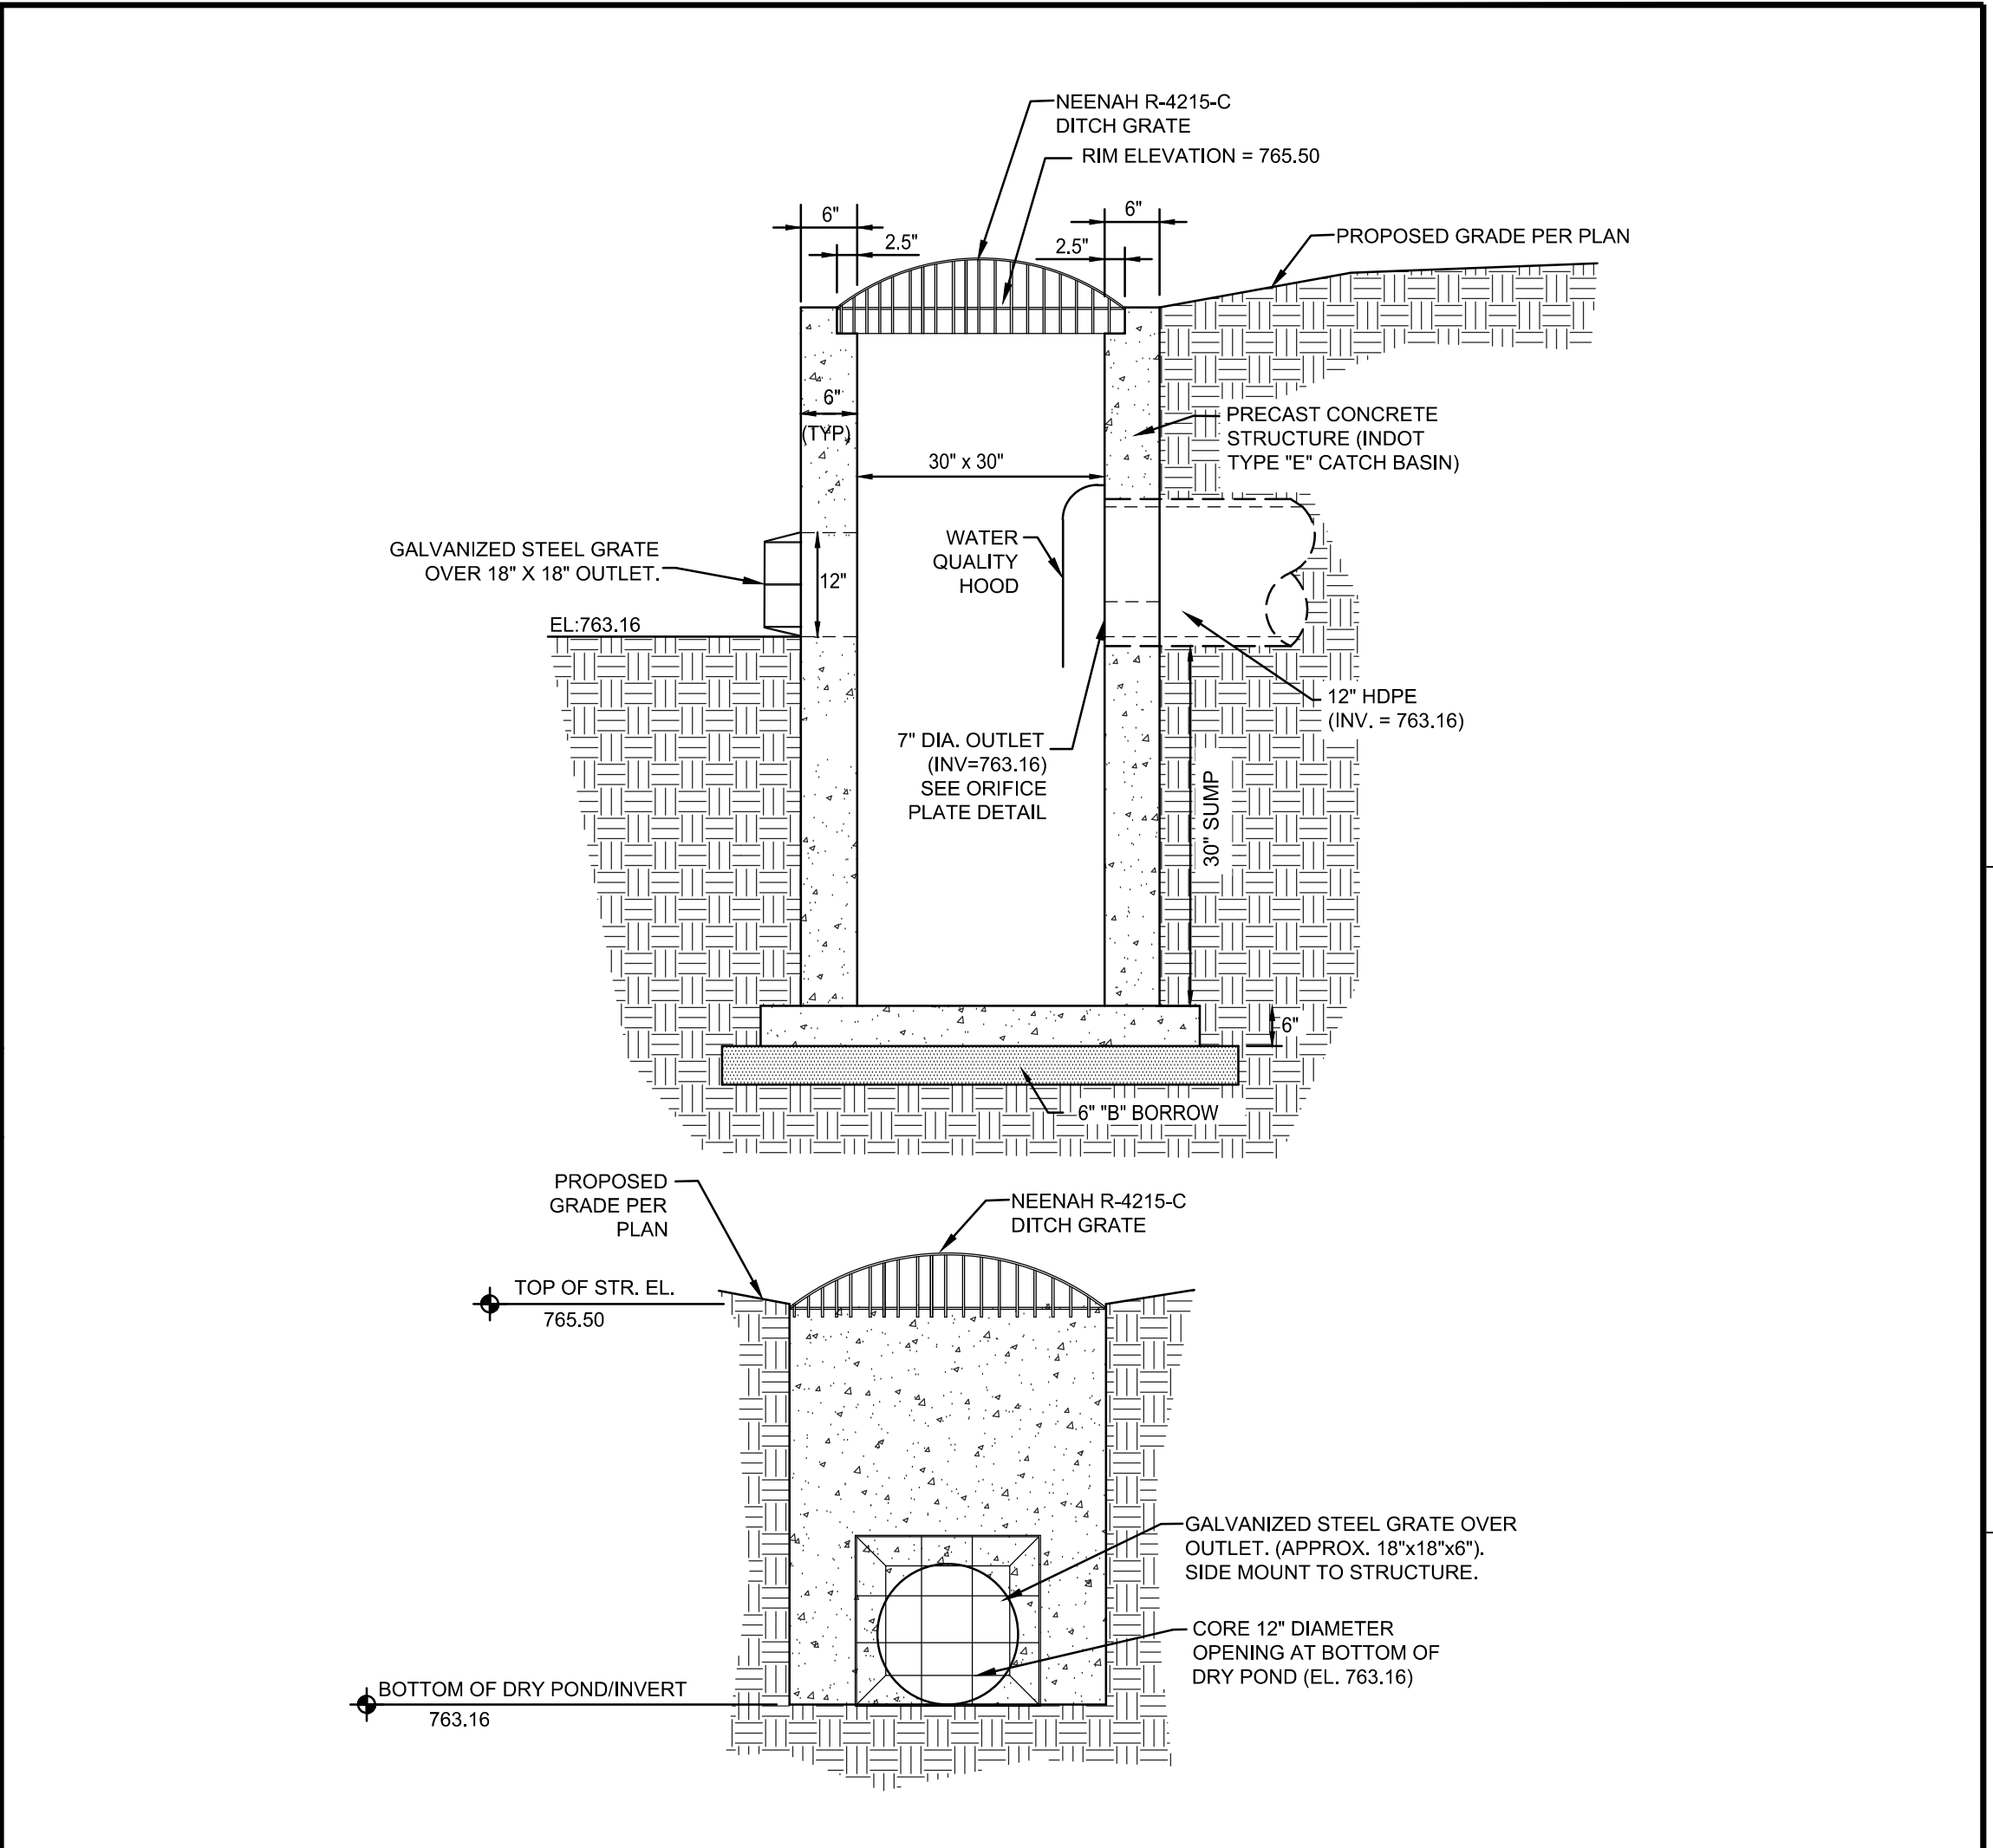 NEENAH R-4215-C
DITCH GRATE
RIM ELEVATION = 765.50
6"
6"
2.5"
2.5"
PROPOSED GRADE PER PLAN
6"
(TYP)
PRECAST CONCRETE
STRUCTURE (INDOT
TYPE "E" CATCH BASIN)
30" x 30"
WATER
QUALITY
HOOD
GALVANIZED STEEL GRATE
OVER 18" X 18" OUTLET.
12"
EL:763.16
12" HDPE
(INV. = 763.16)
7" DIA. OUTLET
(INV=763.16)
SEE ORIFICE
PLATE DETAIL
30" SUMP
6"
6" "B" BORROW
PROPOSED
GRADE PER
PLAN
NEENAH R-4215-C
DITCH GRATE
TOP OF STR. EL.
765.50
GALVANIZED STEEL GRATE OVER
OUTLET. (APPROX. 18"x18"x6").
SIDE MOUNT TO STRUCTURE.
CORE 12" DIAMETER
OPENING AT BOTTOM OF
DRY POND (EL. 763.16)
BOTTOM OF DRY POND/INVERT
763.16